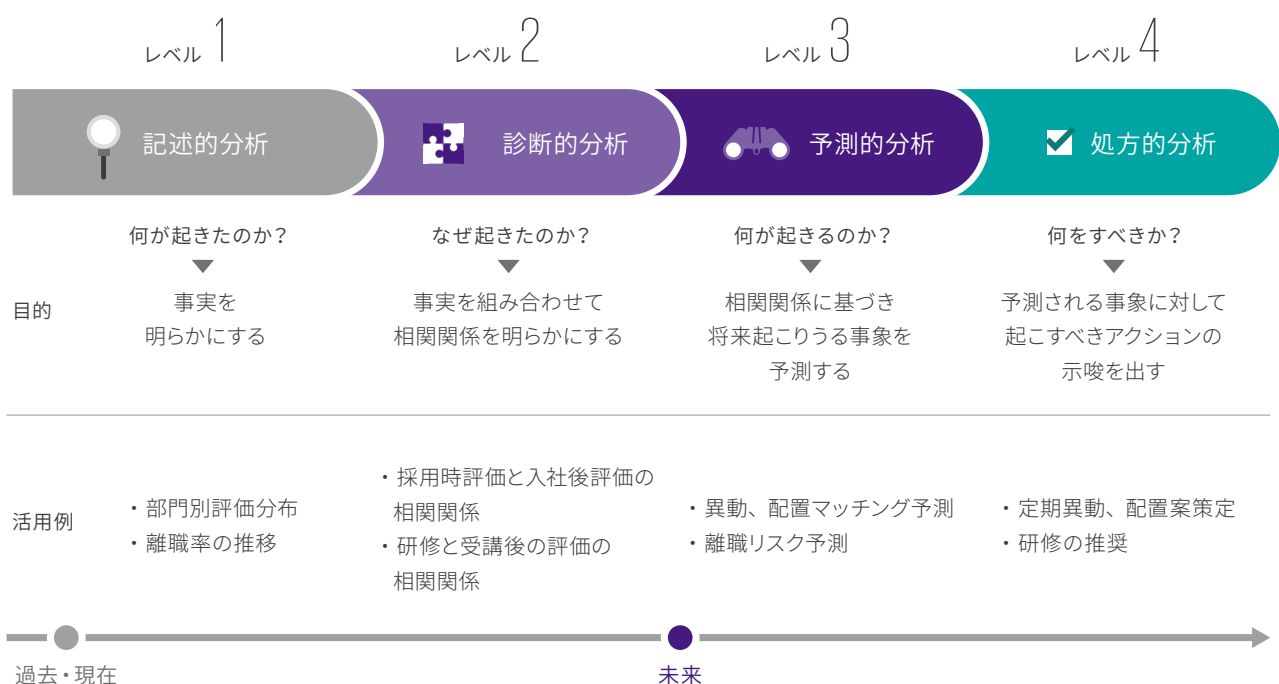 レベル 1
レベル 2
レベル 3
レベル 4
記述的分析
診断的分析
予測的分析
処方的分析
何が起きたのか？
なぜ起きたのか？
何が起きるのか？
何をすべきか？
目的
事実を
明らかにする
事実を組み合わせて
相関関係を明らかにする
相関関係に基づき
将来起こりうる事象を
予測する
予測される事象に対して
起こすべきアクションの
示唆を出す
活用例
・部門別評価分布
・離職率の推移
・採用時評価と入社後評価の
相関関係
・研修と受講後の評価の
相関関係
・異動、配置マッチング予測
・離職リスク予測
・定期異動、配置案策定
・研修の推奨
過去・現在
未来